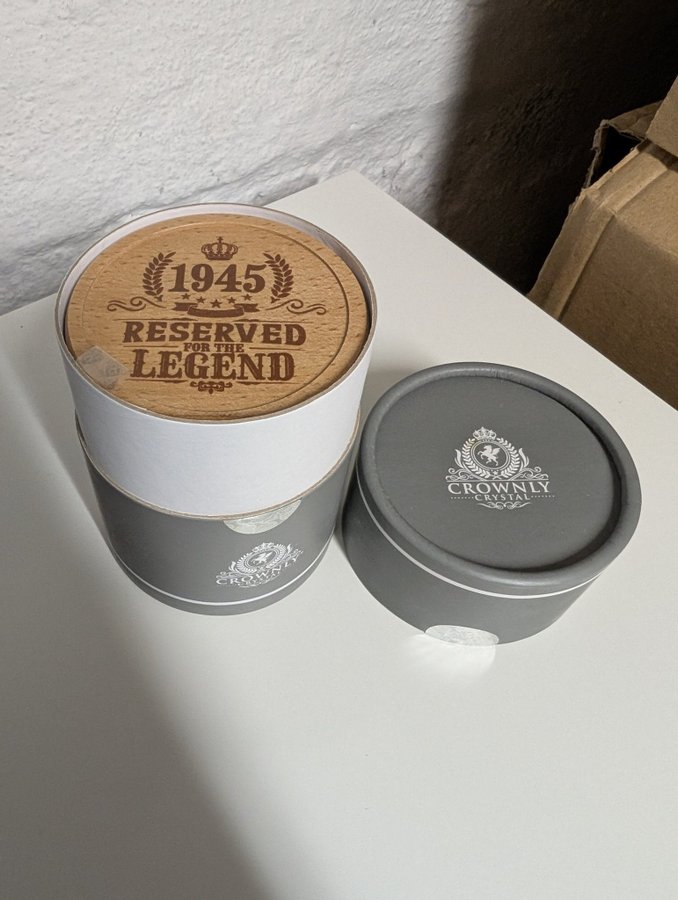 1945
RESERVED
FOR THE
LEGEND
CROWNLY
CRYSTAL
CROWNLY